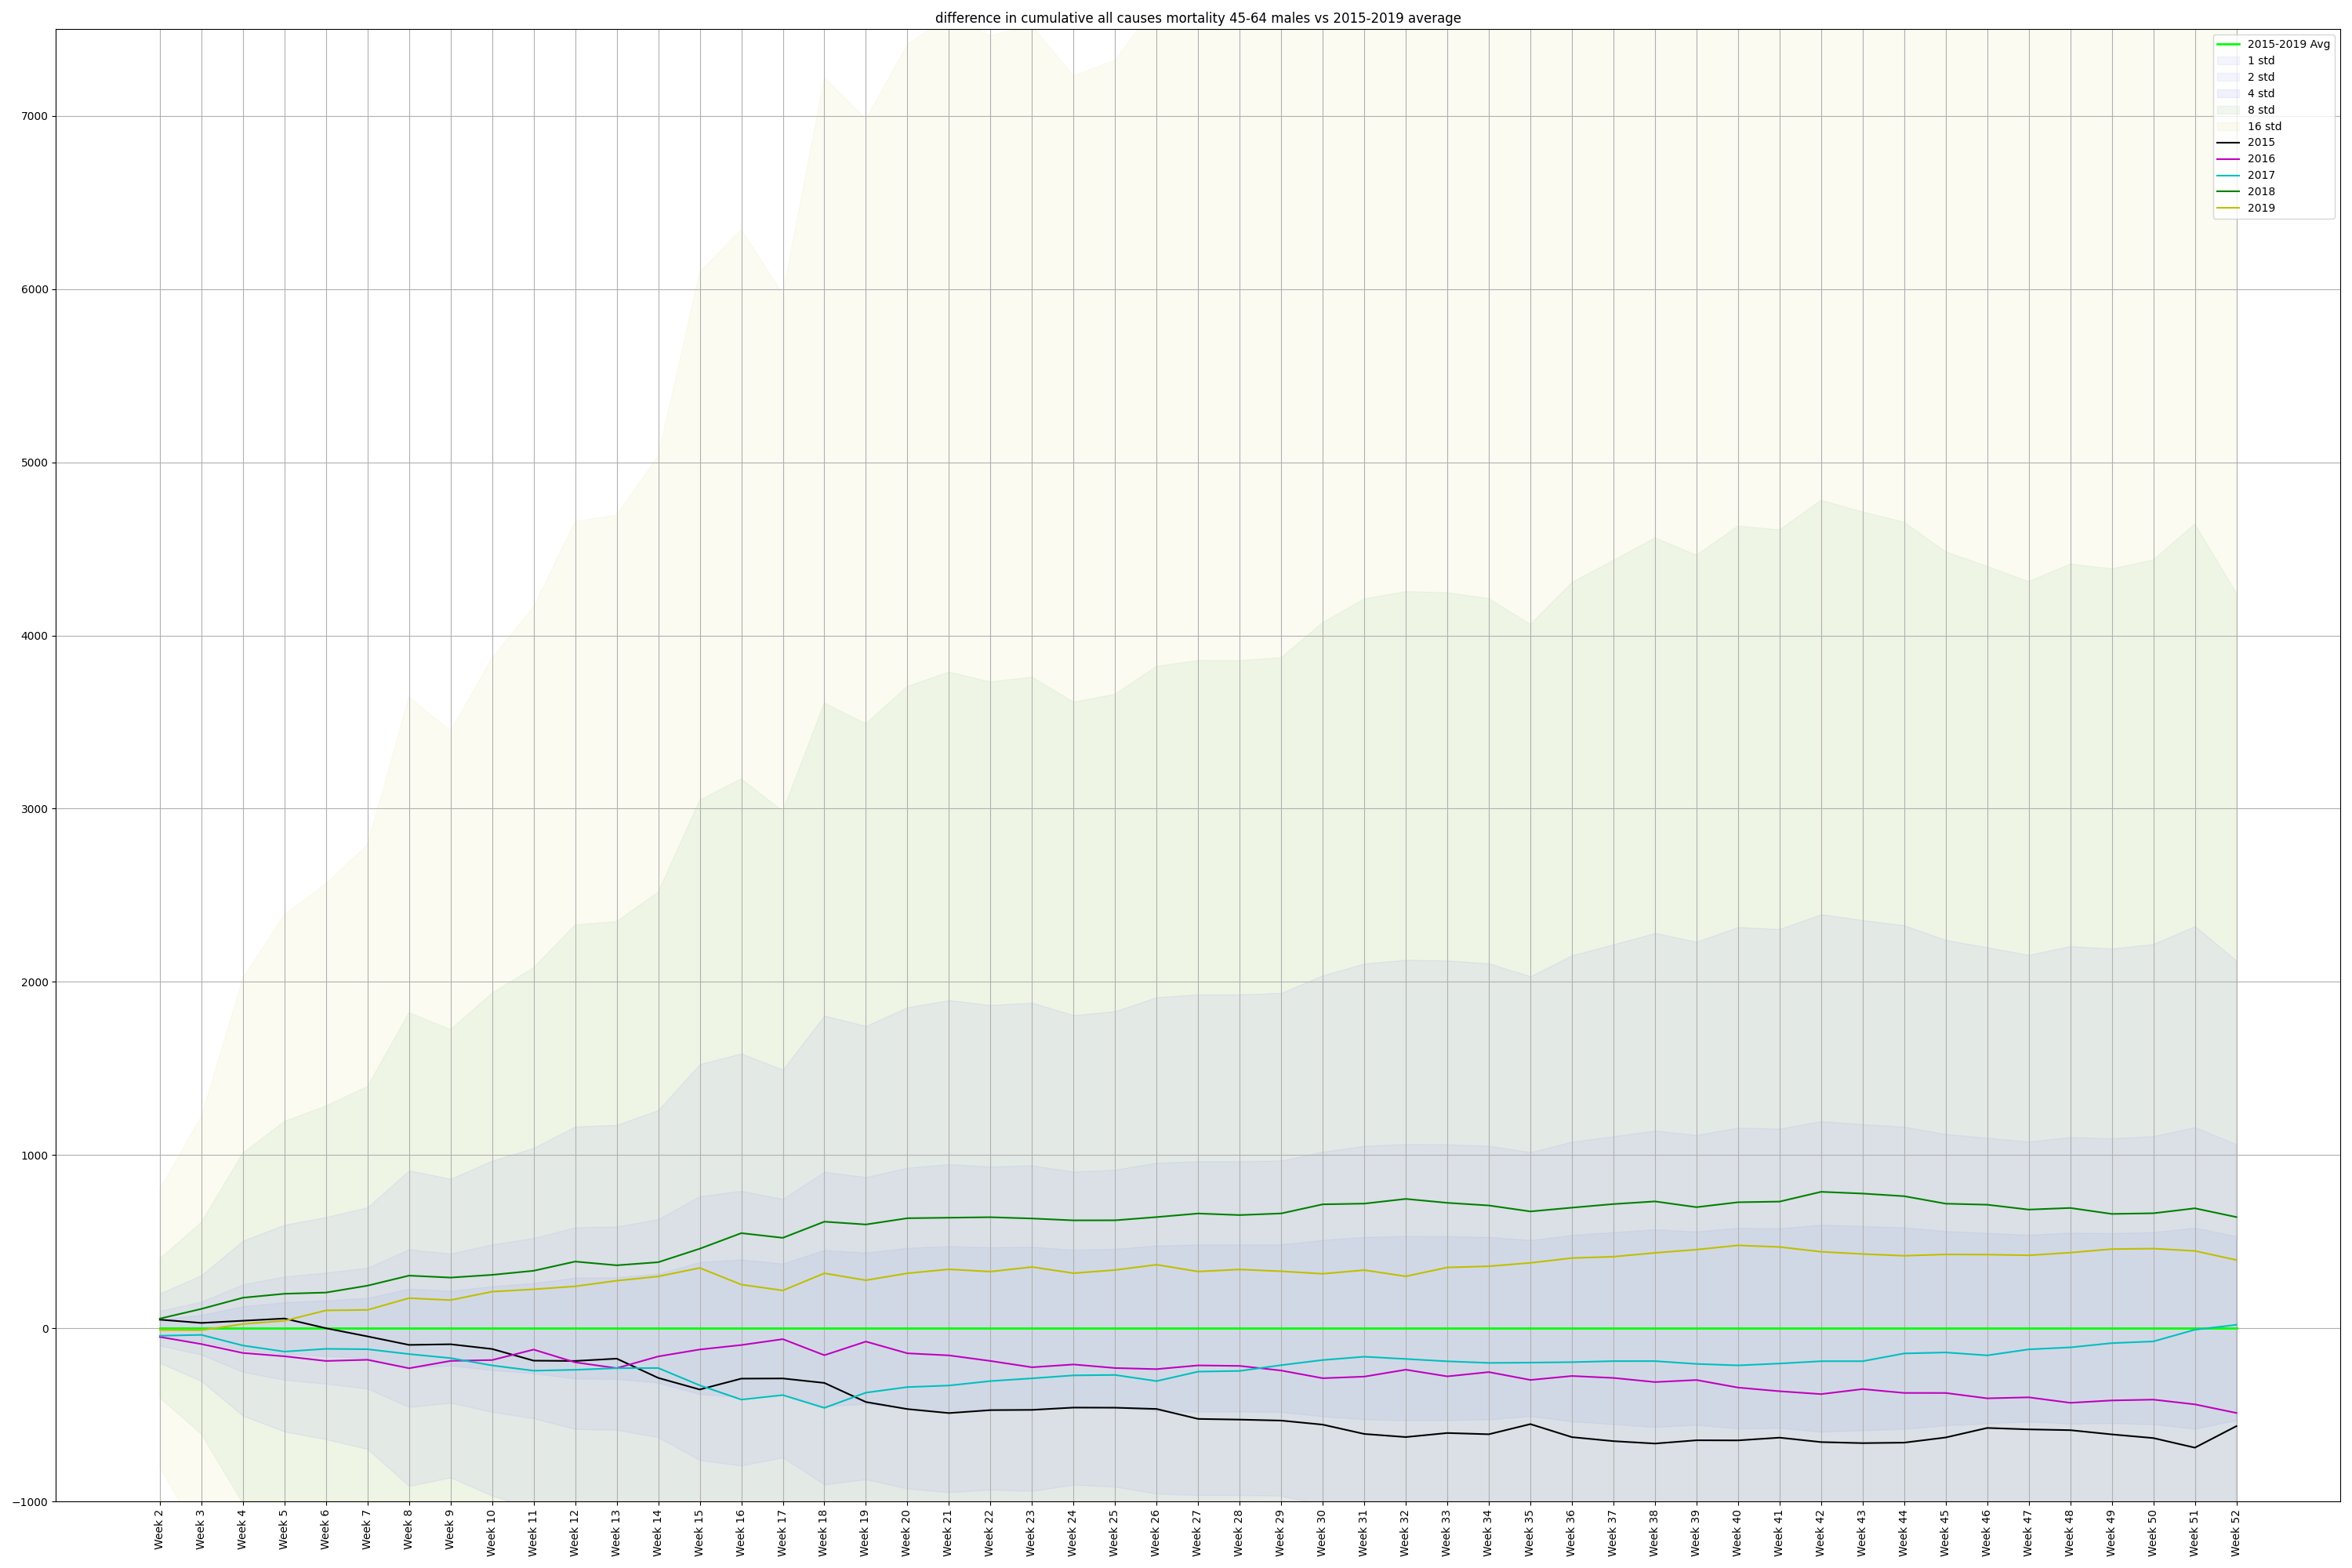 difference in cumulative all causes mortality 45-64 males vs 2015-2019 average
2015-2019 Avg
1 std
2 std
4 std
8 std
16 std
2015
2016
2017
2018
2019
7000
6000
5000
4000
3000
2000
1000
0
−1000
Week 2
Week 3
Week 4
Week 5
Week 6
Week 7
Week 8
Week 9
Week 10
Week 11
Week 12
Week 13
Week 14
Week 15
Week 16
Week 17
Week 18
Week 19
Week 20
Week 21
Week 22
Week 23
Week 24
Week 25
Week 26
Week 27
Week 28
Week 29
Week 30
Week 31
Week 32
Week 33
Week 34
Week 35
Week 36
Week 37
Week 38
Week 39
Week 40
Week 41
Week 42
Week 43
Week 44
Week 45
Week 46
Week 47
Week 48
Week 49
Week 50
Week 51
Week 52